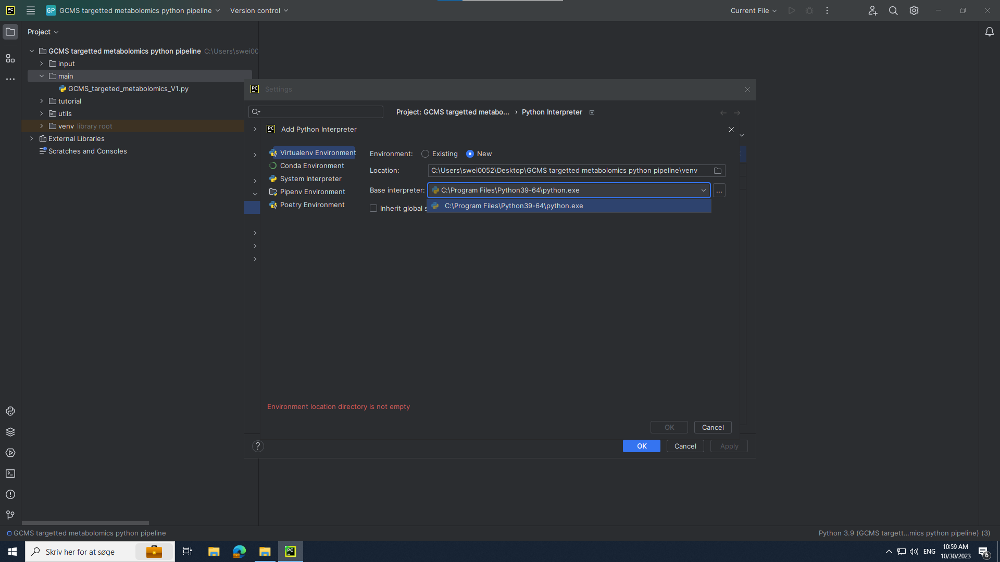 PC
GP GCMS targetted metabolomics python pipeline
Version control
Current File
Project
GCMS targetted metabolomics python pipeline C:\Users\swei00
input
main
GCMS_targeted_metabolomics_V1.py
tutorial
utils
venv library root
External Libraries
Scratches and Consoles
PC Settings
Project: GCMS targetted metabo... › Python Interpreter
PC Add Python Interpreter
Virtualenv Environment
Conda Environment
System Interpreter
Pipenv Environment
Poetry Environment
Environment: Existing New
Location: C:\Users\swei0052\Desktop\GCMS targetted metabolomics python pipeline\venv
Base interpreter: C:\Program Files\Python39-64\python.exe ...
C:\Program Files\Python39-64\python.exe
Inherit global s
Environment location directory is not empty
OK Cancel
? OK Cancel Apply
GCMS targetted metabolomics python pipeline
Python 3.9 (GCMS targett...mics python pipeline) (3)
Skriv her for at søge
PC
ENG
10:59 AM
10/30/2023
6